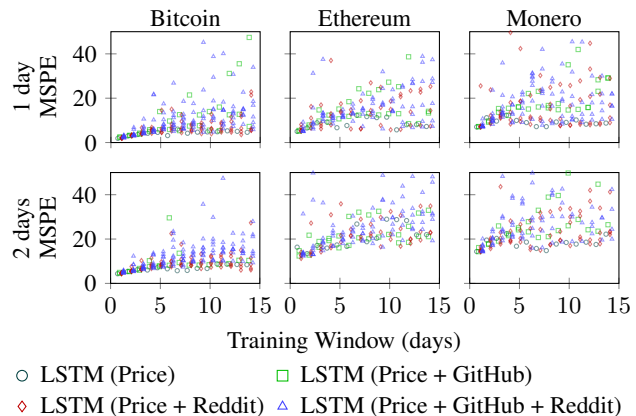 Bitcoin Ethereum Monero
1 day
MSPE
40
20
0
2 days
MSPE
40
20
0
0 5 10 15 0 5 10 15 0 5 10 15
Training Window (days)
LSTM (Price) LSTM (Price + GitHub)
LSTM (Price + Reddit) LSTM (Price + GitHub + Reddit)